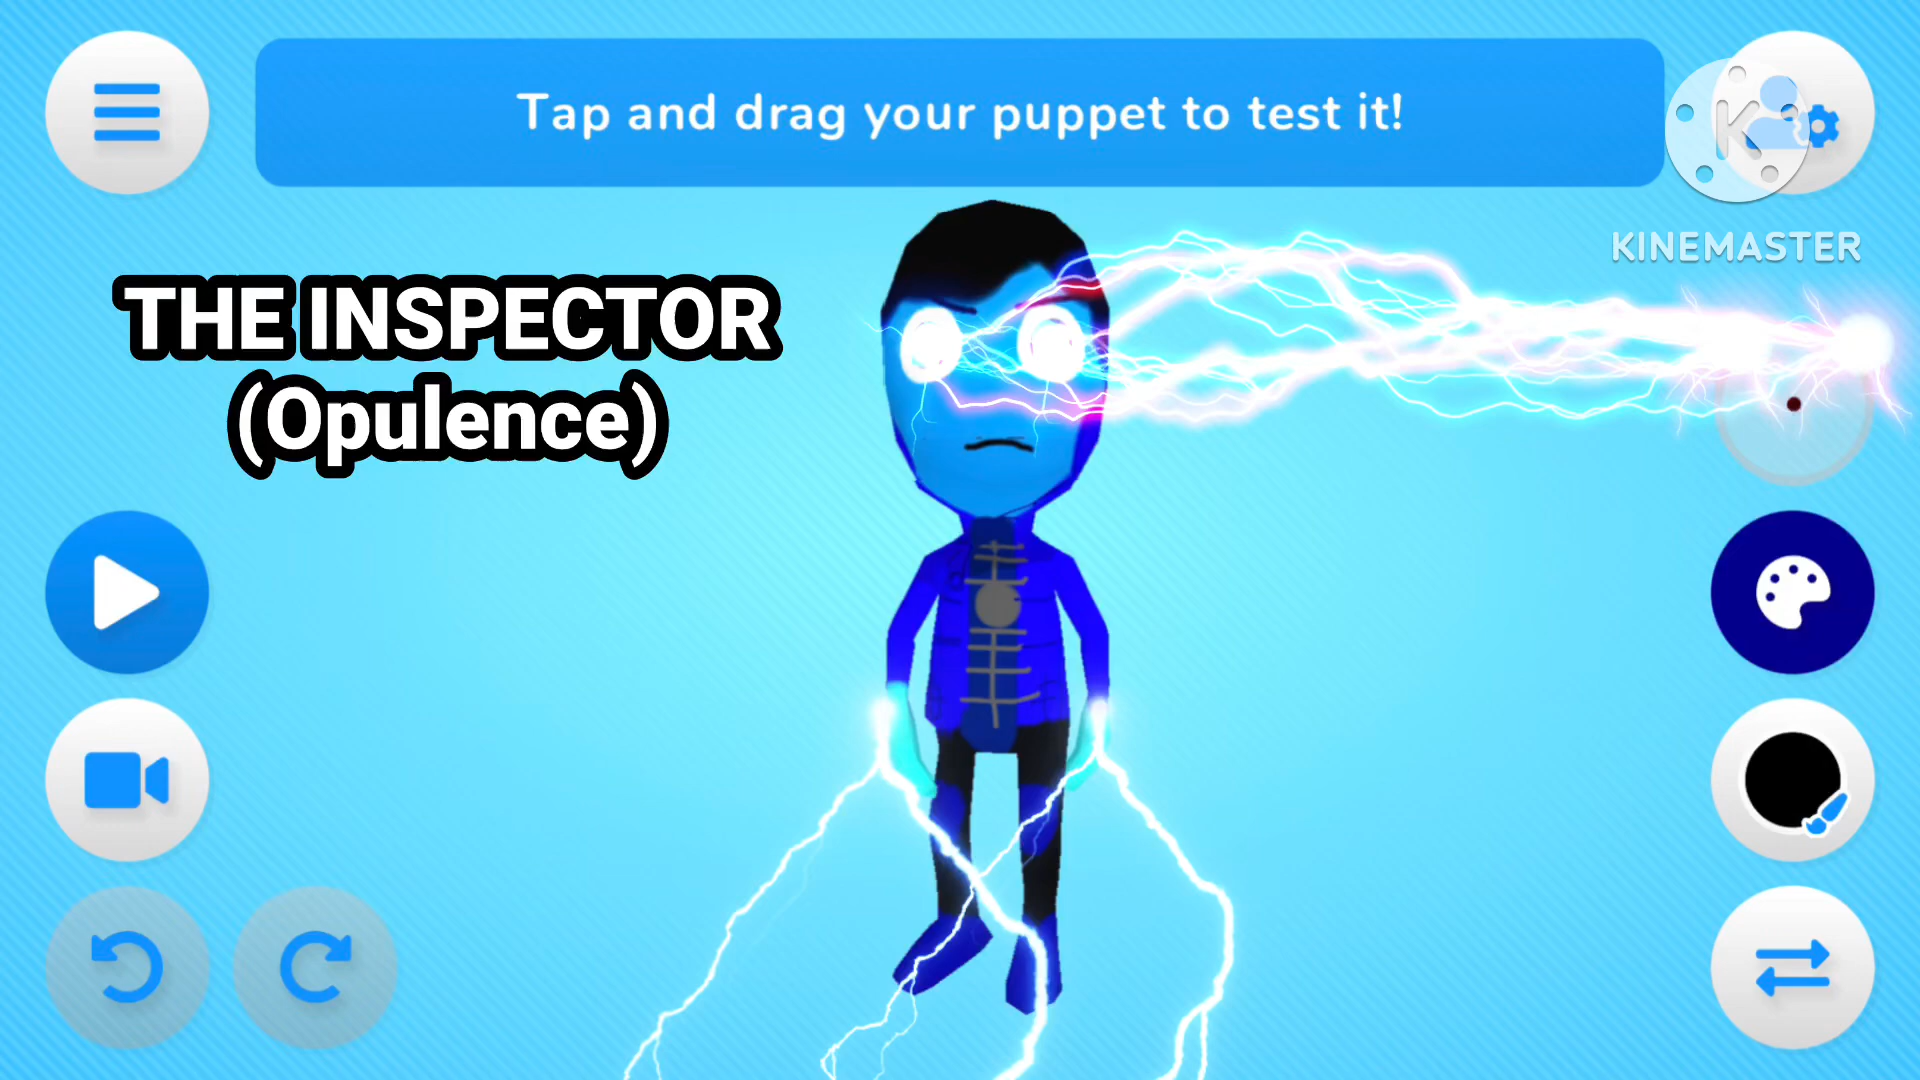 Tap and drag your puppet to test it!
K
KINEMASTER
THE INSPECTOR
(Opulence)